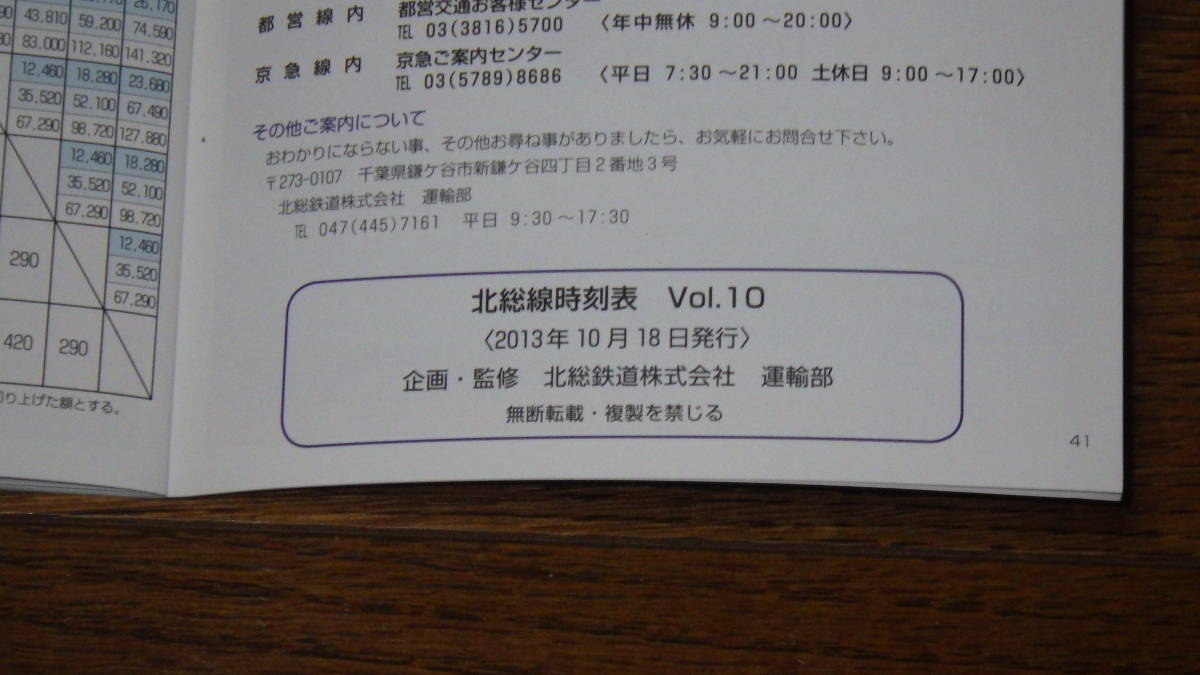 26,170
59,200 74,590
83,000 112,160 141,320
12,460 18,280 23,680
43,810
35,520 52,100 67,490
67,290 98,720 127,880
12,460 18,280
35,520 52,100
67,290 98,720
12,460
290 35,520
67,290
420 290
り上げた額とする。
都営線内 都営交通お客様センター
TEL 03(3816)5700 〈年中無休 9:00～20:00〉
京急線内 京急ご案内センター
TEL 03(5789)8686 〈平日 7:30～21:00 土休日 9:00～17:00〉
その他ご案内について
おわかりにならない事、その他お尋ね事がありましたら、お気軽にお問合せ下さい。
〒273-0107 千葉県鎌ケ谷市新鎌ケ谷四丁目2番地3号
北総鉄道株式会社 運輸部
TEL 047(445)7161 平日 9:30～17:30
北総線時刻表 Vol.10
〈2013年10月18日発行〉
企画・監修 北総鉄道株式会社 運輸部
無断転載・複製を禁じる
41